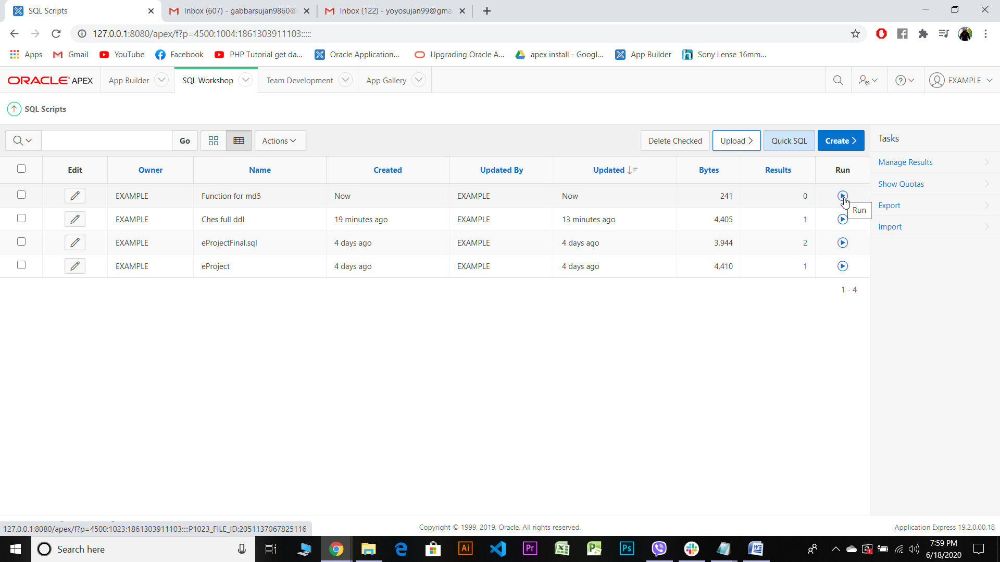 SQL Scripts
Inbox (607) - gabbarsujan9860@
Inbox (122) - yoyosujan99@gmai
127.0.0.1:8080/apex/f?p=4500:1004:1861303911103:::::
Apps
Gmail
YouTube
Facebook
PHP Tutorial get da...
Oracle Application...
Upgrading Oracle A...
apex install - Googl...
App Builder
Sony Lense 16mm...
ORACLE APEX
App Builder
SQL Workshop
Team Development
App Gallery
EXAMPLE
SQL Scripts
Go
Actions
Delete Checked
Upload
Quick SQL
Create
Tasks
Edit Owner Name Created Updated By Updated Bytes Results Run
EXAMPLE Function for md5 Now EXAMPLE Now 241 0
EXAMPLE Ches full ddl 19 minutes ago EXAMPLE 13 minutes ago 4,405 1
EXAMPLE eProjectFinal.sql 4 days ago EXAMPLE 4 days ago 3,944 2
EXAMPLE eProject 4 days ago EXAMPLE 4 days ago 4,410 1
Run
1 - 4
Manage Results
Show Quotas
Export
Import
127.0.0.1:8080/apex/f?p=4500:1023:1861303911103::::P1023_FILE_ID:2051137067825116
Copyright © 1999, 2019, Oracle. All rights reserved.
Application Express 19.2.0.00.18
Search here
Ai
Pr
Ps
7:59 PM
6/18/2020